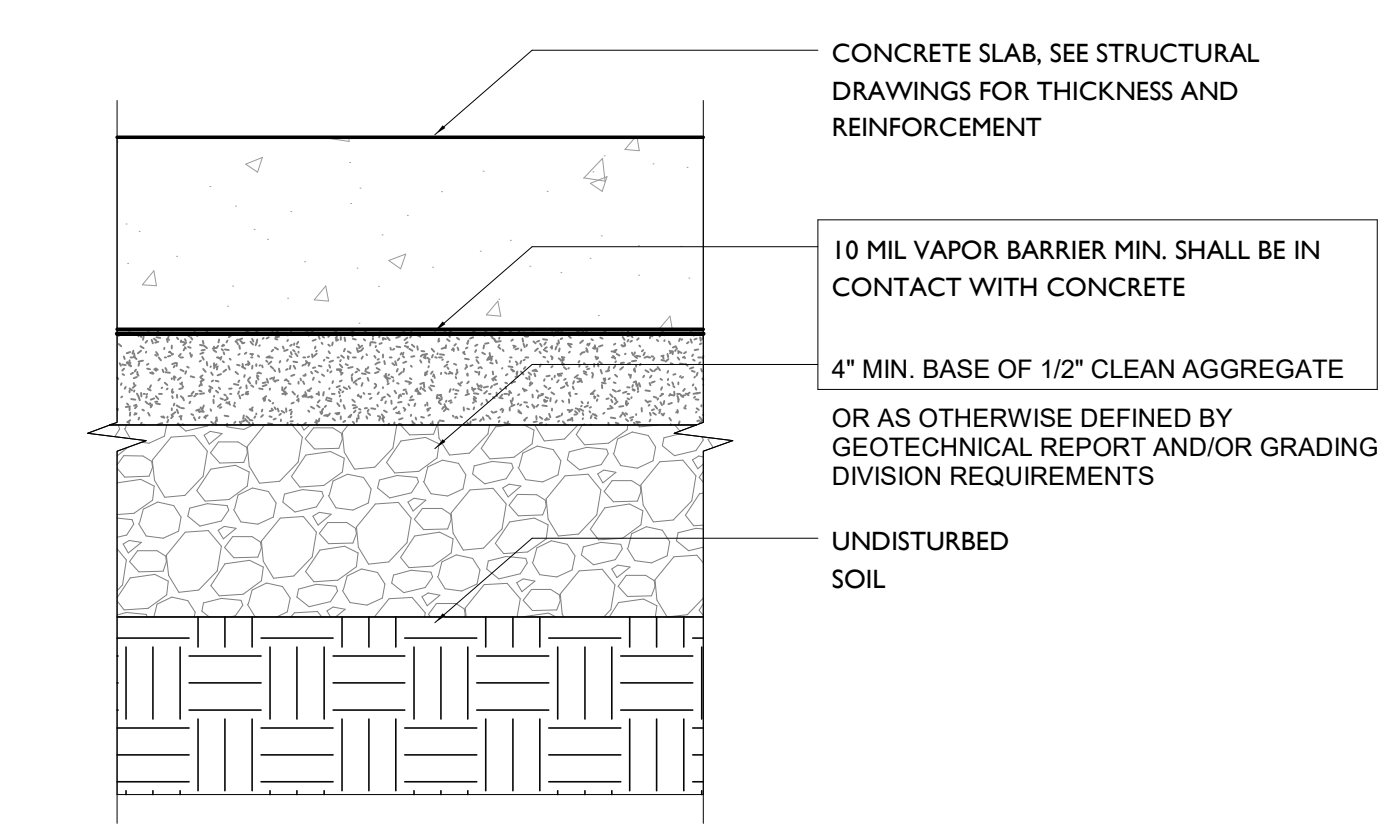 CONCRETE SLAB, SEE STRUCTURAL
DRAWINGS FOR THICKNESS AND
REINFORCEMENT
10 MIL VAPOR BARRIER MIN. SHALL BE IN
CONTACT WITH CONCRETE
4" MIN. BASE OF 1/2" CLEAN AGGREGATE
OR AS OTHERWISE DEFINED BY
GEOTECHNICAL REPORT AND/OR GRADING
DIVISION REQUIREMENTS
UNDISTURBED
SOIL